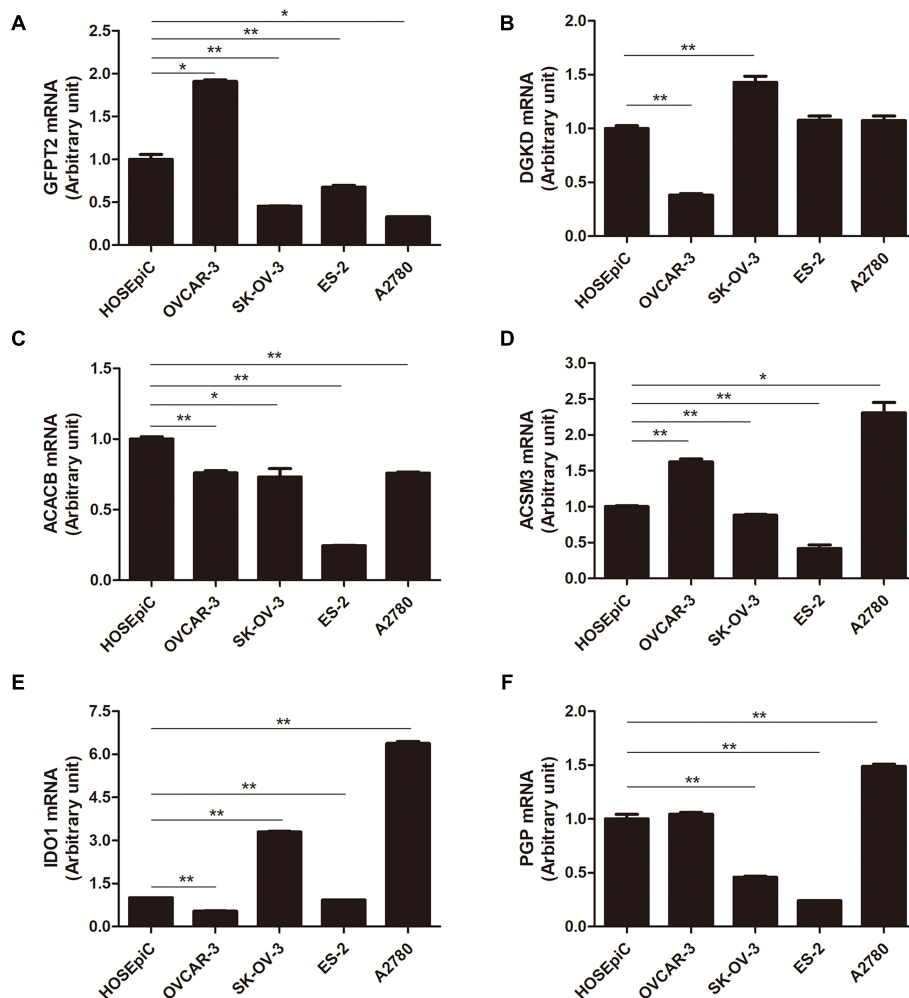 A
GFPT2 mRNA
(Arbitrary unit)
2.5
2.0
1.5
1.0
0.5
0.0
*
**
**
*
HOSEpiC
OVCAR-3
SK-OV-3
ES-2
A2780
B
DGKD mRNA
(Arbitrary unit)
2.0
1.5
1.0
0.5
0.0
**
**
HOSEpiC
OVCAR-3
SK-OV-3
ES-2
A2780
C
ACACB mRNA
(Arbitrary unit)
1.5
1.0
0.5
0.0
**
**
*
**
HOSEpiC
OVCAR-3
SK-OV-3
ES-2
A2780
D
ACSM3 mRNA
(Arbitrary unit)
3.0
2.5
2.0
1.5
1.0
0.5
0.0
*
**
**
**
HOSEpiC
OVCAR-3
SK-OV-3
ES-2
A2780
E
IDO1 mRNA
(Arbitrary unit)
7.5
6.0
4.5
3.0
1.5
0.0
**
**
**
**
HOSEpiC
OVCAR-3
SK-OV-3
ES-2
A2780
F
PGP mRNA
(Arbitrary unit)
2.0
1.5
1.0
0.5
0.0
**
**
**
HOSEpiC
OVCAR-3
SK-OV-3
ES-2
A2780